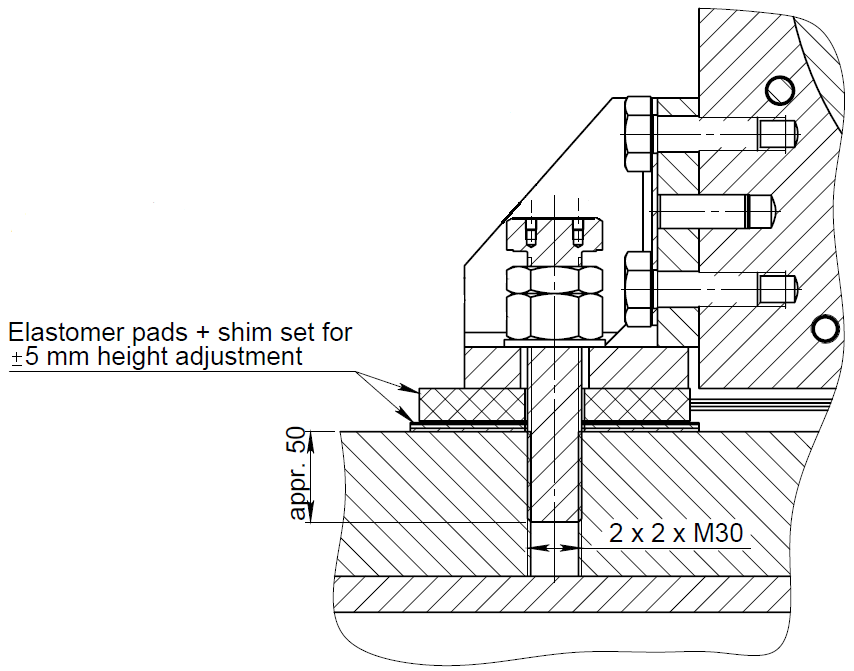 Elastomer pads + shim set for
±5 mm height adjustment
appr. 50
2 x 2 x M30